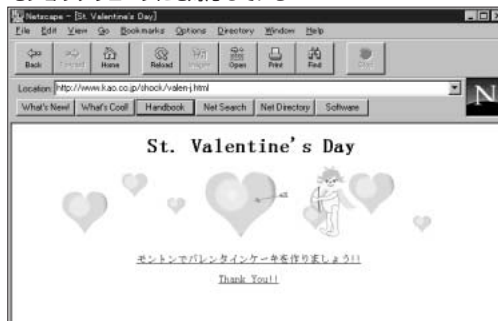 Netscape - [St. Valentine's Day]
File Edit View Go Bookmarks Options Directory Window Help
Back Forward Home Reload Images Open Print Find Stop
Location: http://www.kao.co.jp/shock/valen-j.html
What's New! What's Cool! Handbook Net Search Net Directory Software
N
St. Valentine's Day
モントンでバレンタインケーキを作りましょう!!
Thank You!!